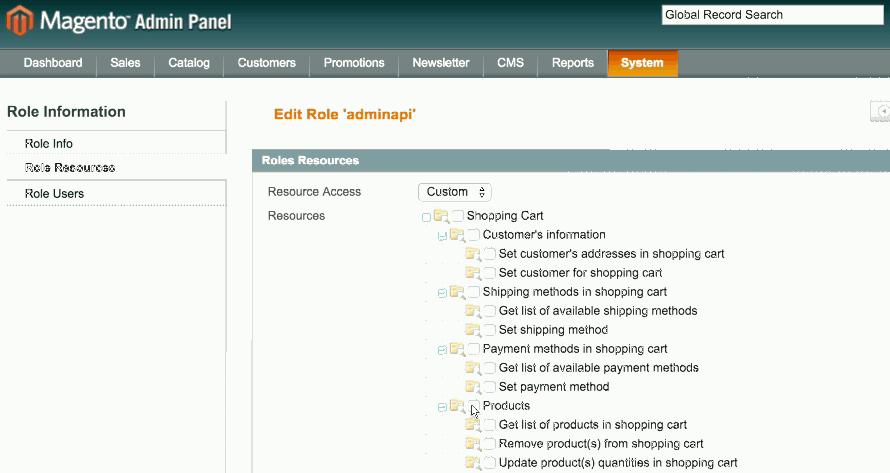 Magento Admin Panel
Global Record Search
Dashboard Sales Catalog Customers Promotions Newsletter CMS Reports System
Role Information
Role Info
Role Resources
Role Users
Edit Role 'adminapi'
Roles Resources
Resource Access Custom
Resources
Shopping Cart
Customer's information
Set customer's addresses in shopping cart
Set customer for shopping cart
Shipping methods in shopping cart
Get list of available shipping methods
Set shipping method
Payment methods in shopping cart
Get list of available payment methods
Set payment method
Products
Get list of products in shopping cart
Remove product(s) from shopping cart
Update product(s) quantities in shopping cart